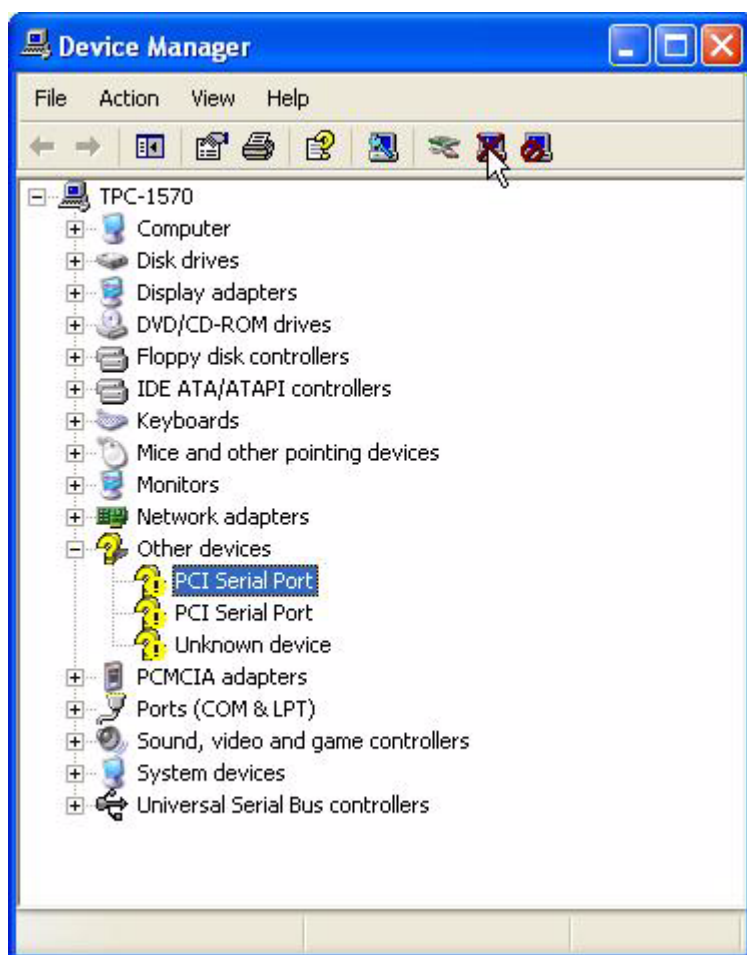 Device Manager
File Action View Help
TPC-1570
Computer
Disk drives
Display adapters
DVD/CD-ROM drives
Floppy disk controllers
IDE ATA/ATAPI controllers
Keyboards
Mice and other pointing devices
Monitors
Network adapters
Other devices
PCI Serial Port
PCI Serial Port
Unknown device
PCMCIA adapters
Ports (COM & LPT)
Sound, video and game controllers
System devices
Universal Serial Bus controllers